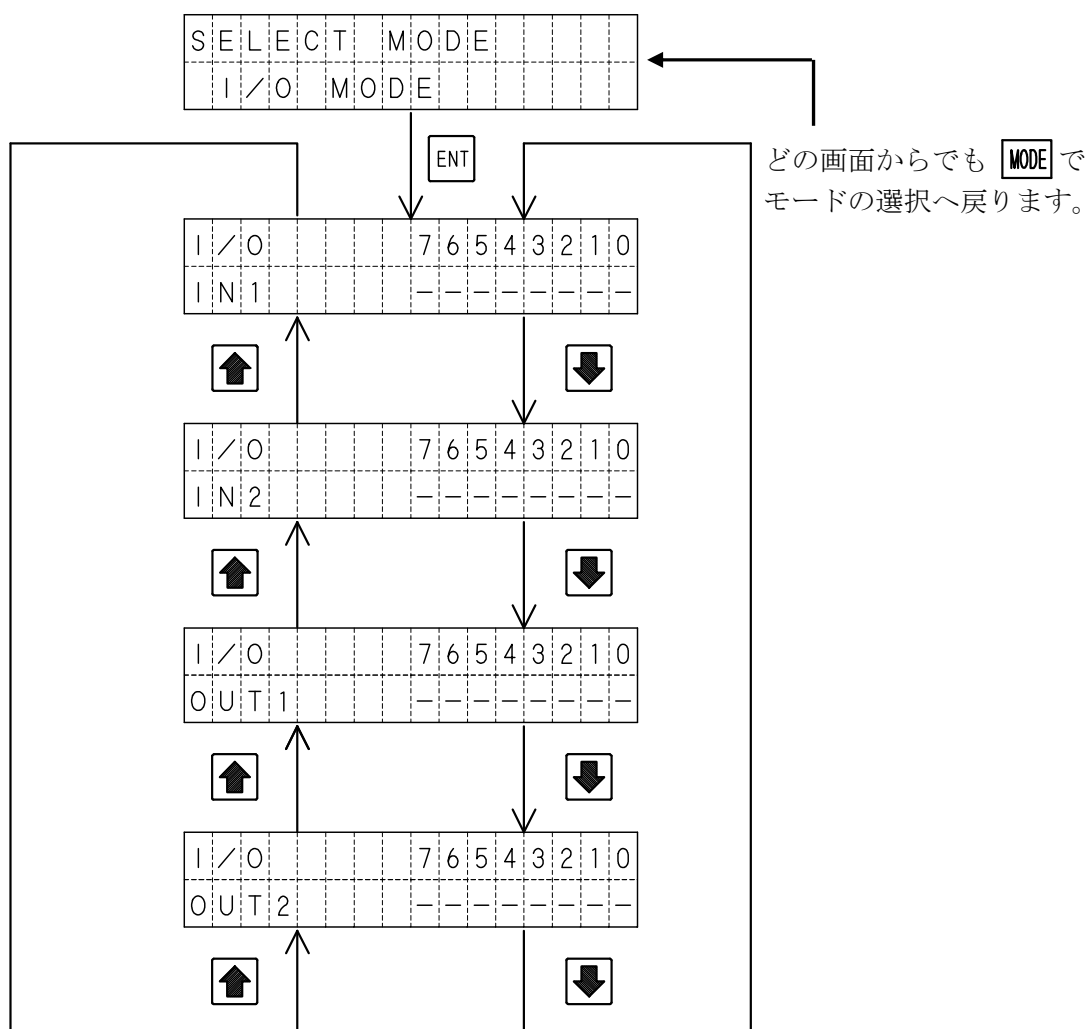 SELECT MODE
I/O MODE
ENT
どの画面からでも MODE で
モードの選択へ戻ります。
I/O 76543210
IN1 --------
I/O 76543210
IN2 --------
I/O 76543210
OUT1 --------
I/O 76543210
OUT2 --------